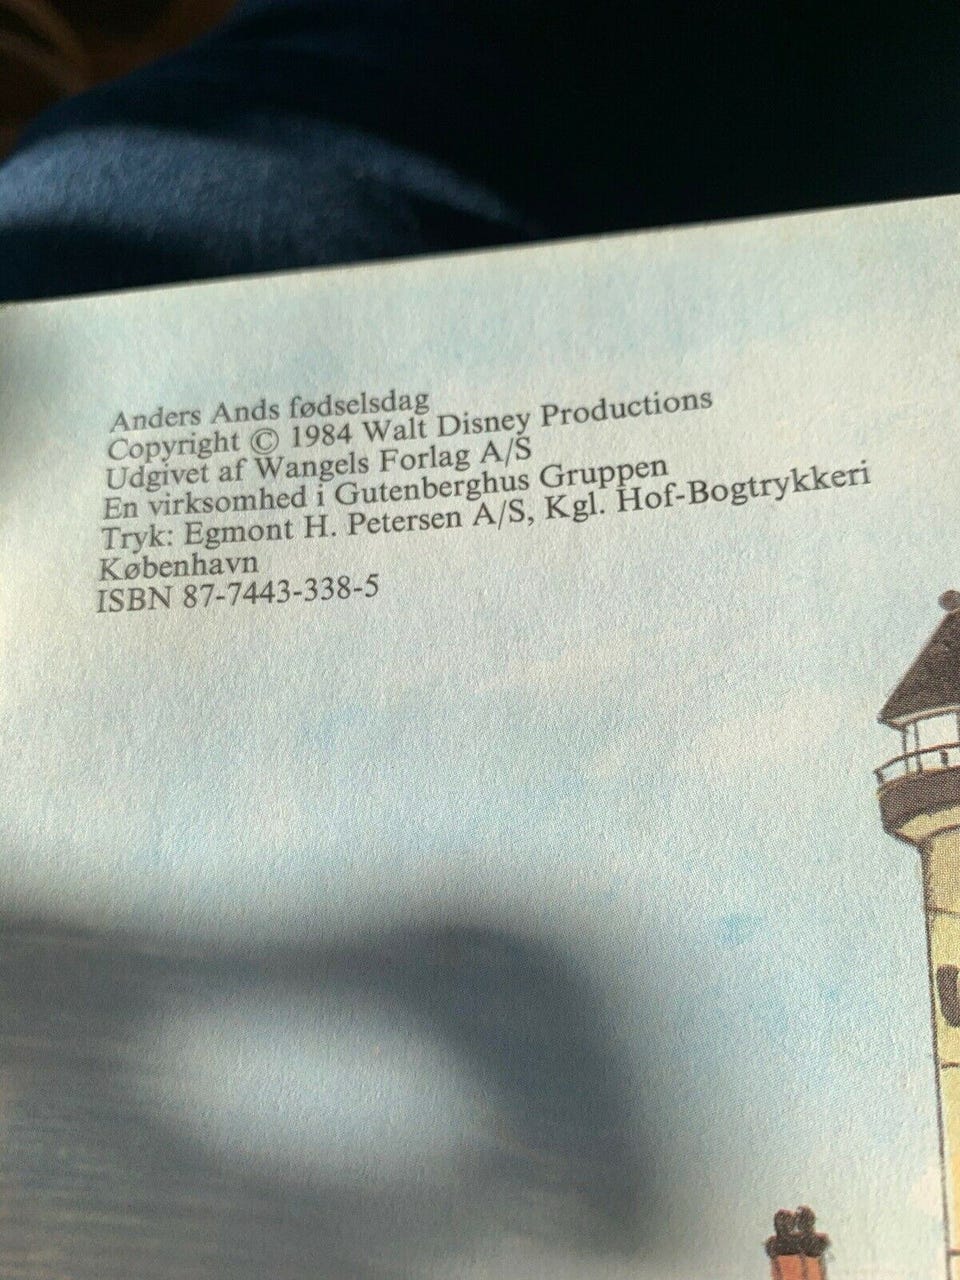 Anders Ands fødselsdag
Copyright © 1984 Walt Disney Productions
Udgivet af Wangels Forlag A/S
En virksomhed i Gutenberghus Gruppen
Tryk: Egmont H. Petersen A/S, Kgl. Hof-Bogtrykkeri
København
ISBN 87-7443-338-5